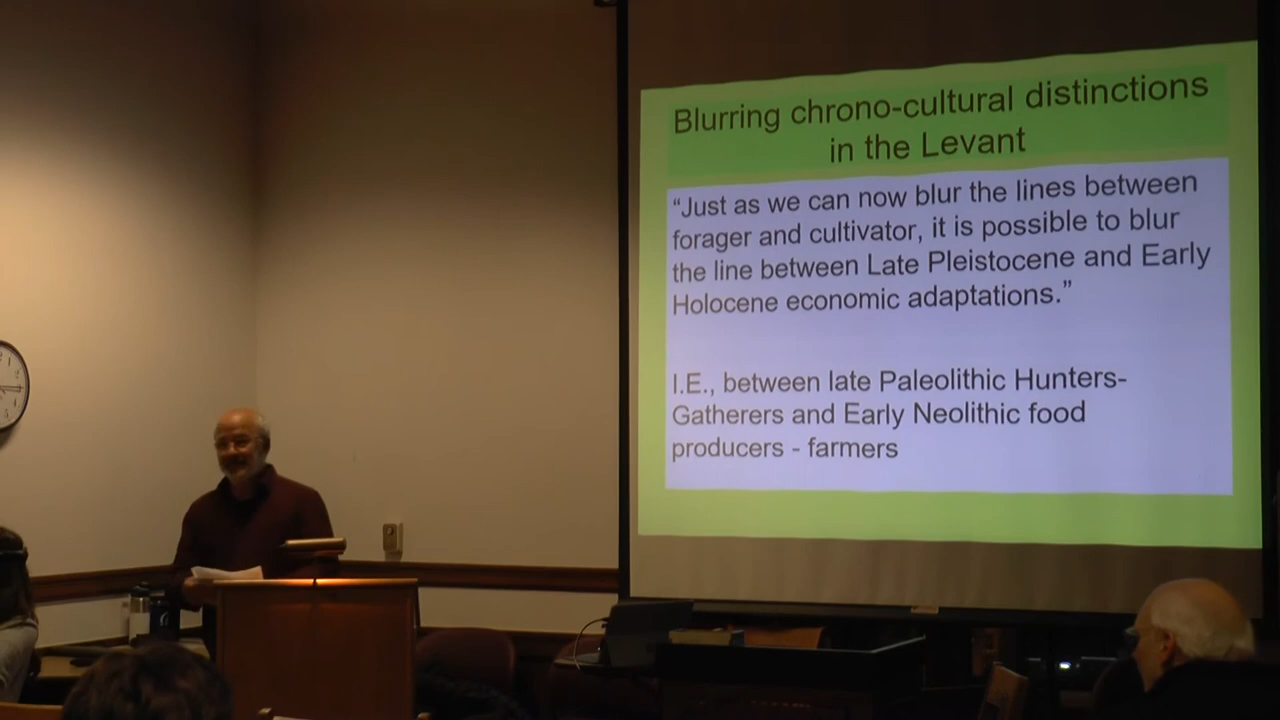 Blurring chrono-cultural distinctions
in the Levant
“Just as we can now blur the lines between
forager and cultivator, it is possible to blur
the line between Late Pleistocene and Early
Holocene economic adaptations.”
I.E., between late Paleolithic Hunters-
Gatherers and Early Neolithic food
producers - farmers